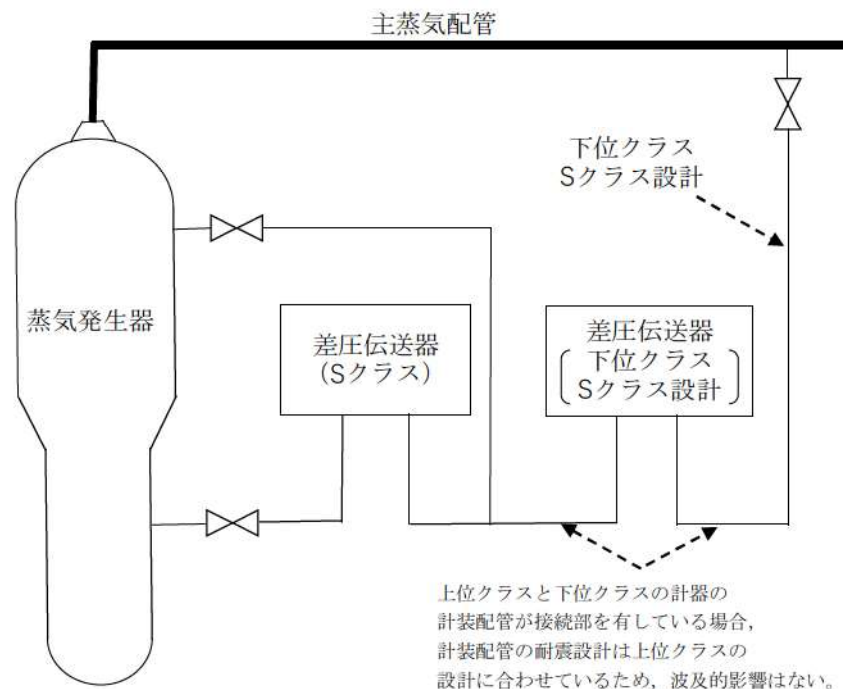 主蒸気配管
下位クラス
Sクラス設計
蒸気発生器
差圧伝送器
(Sクラス)
差圧伝送器
下位クラス
Sクラス設計
上位クラスと下位クラスの計器の
計装配管が接続部を有している場合,
計装配管の耐震設計は上位クラスの
設計に合わせているため，波及的影響はない。